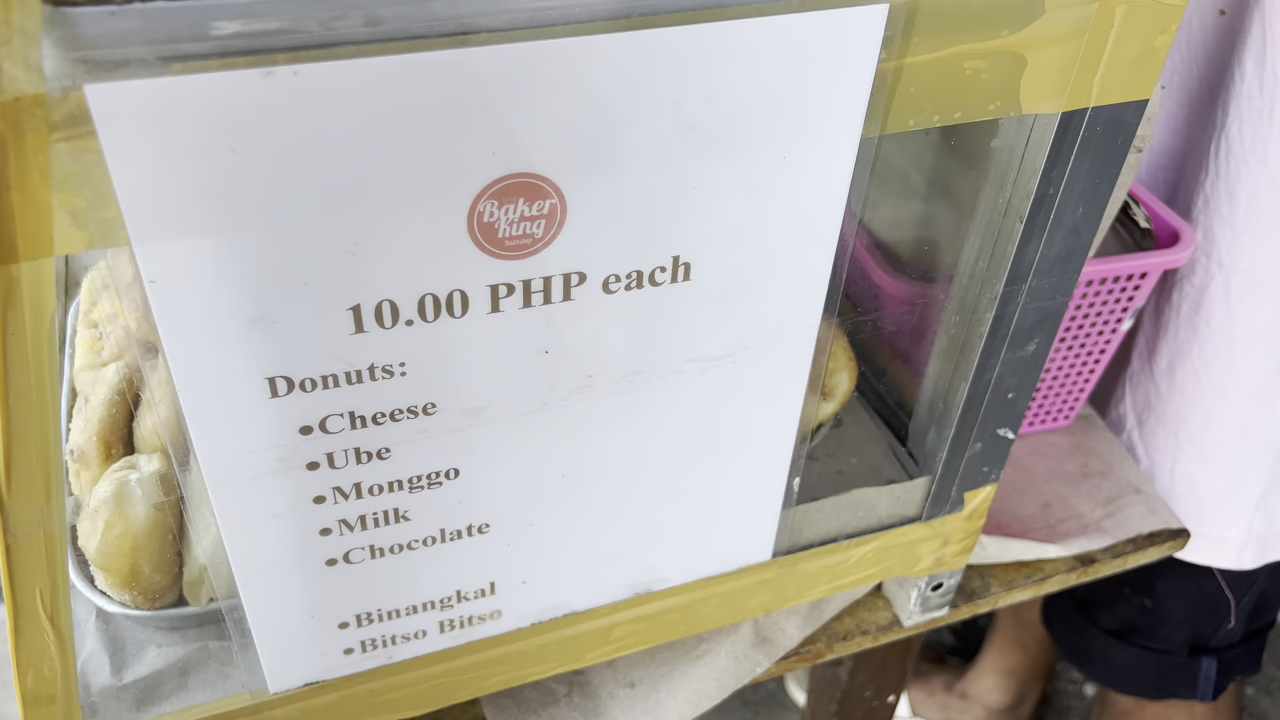 Baker
King
10.00 PHP each
Donuts:
•Cheese
•Ube
•Monggo
•Milk
•Chocolate
•Binangkal
•Bitso Bitso